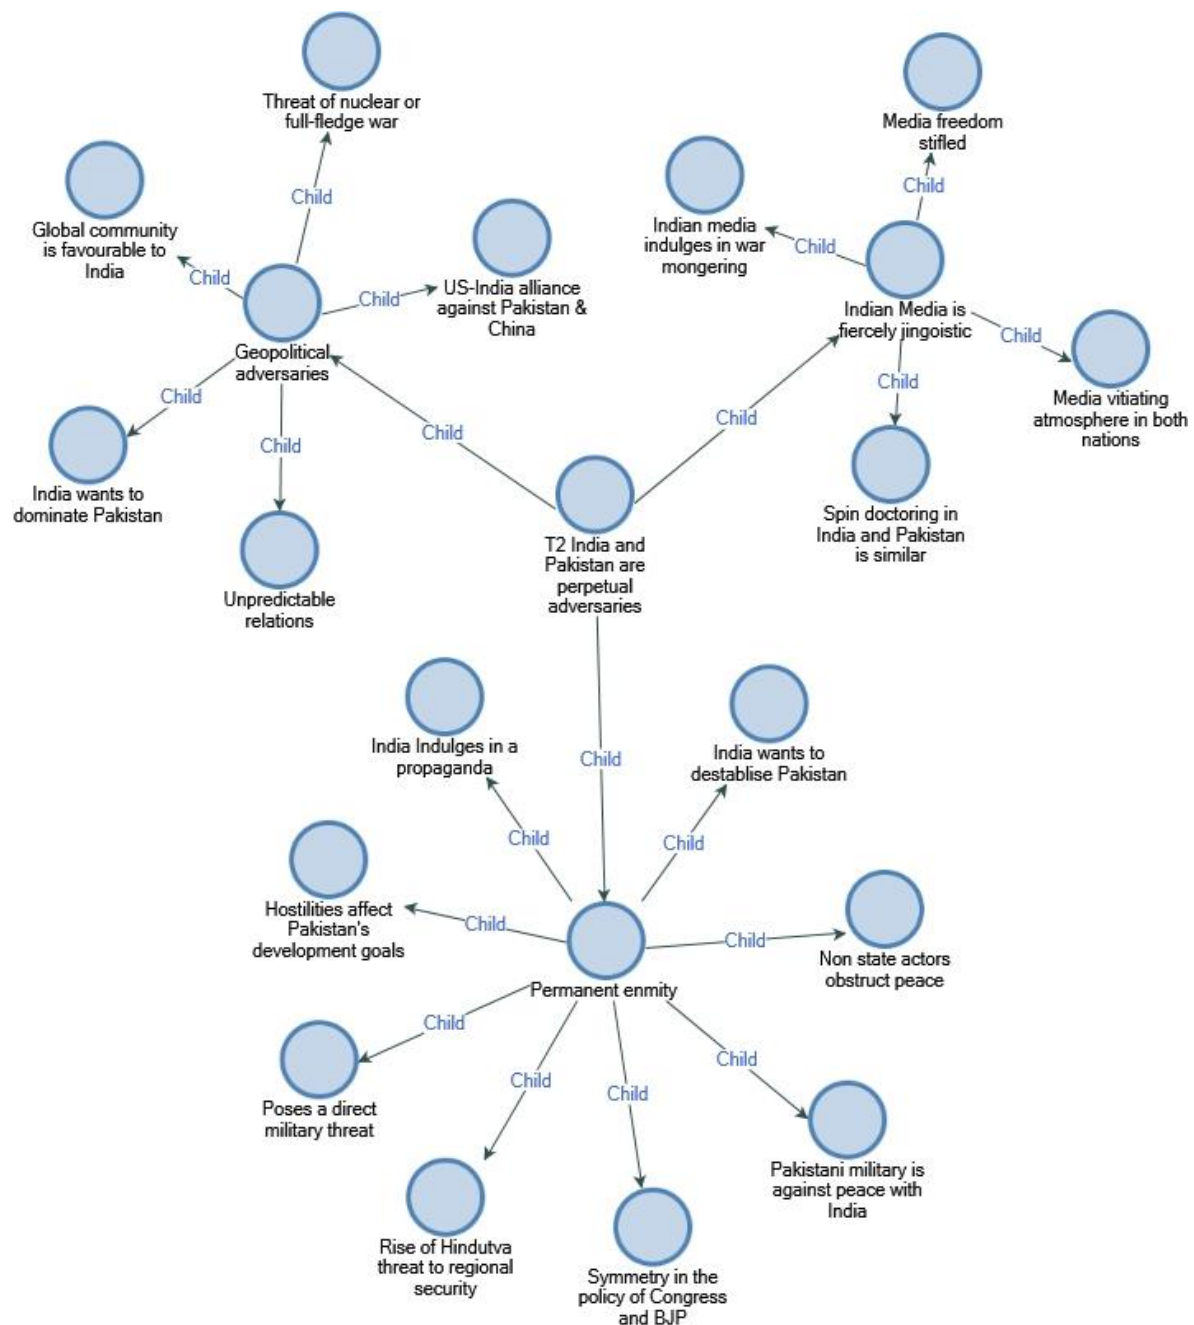 Threat of nuclear or
full-fledge war
Child
Global community
is favourable to
India
Child
US-India alliance
against Pakistan &
China
Child
Geopolitical
adversaries
Child
India wants to
dominate Pakistan
Child
Unpredictable
relations
Child
Media freedom
stifled
Child
Indian media
indulges in war
mongering
Child
Indian Media is
fiercely jingoistic
Child
Media vitiating
atmosphere in both
nations
Child
Spin doctoring in
India and Pakistan
is similar
Child
T2 India and
Pakistan are
perpetual
adversaries
Child
India Indulges in a
propaganda
Child
India wants to
destablise Pakistan
Child
Hostilities affect
Pakistan's
development goals
Child
Non state actors
obstruct peace
Child
Permanent enmity
Child
Poses a direct
military threat
Child
Rise of Hindutva
threat to regional
security
Child
Symmetry in the
policy of Congress
and BJP
Child
Pakistani military is
against peace with
India
Child